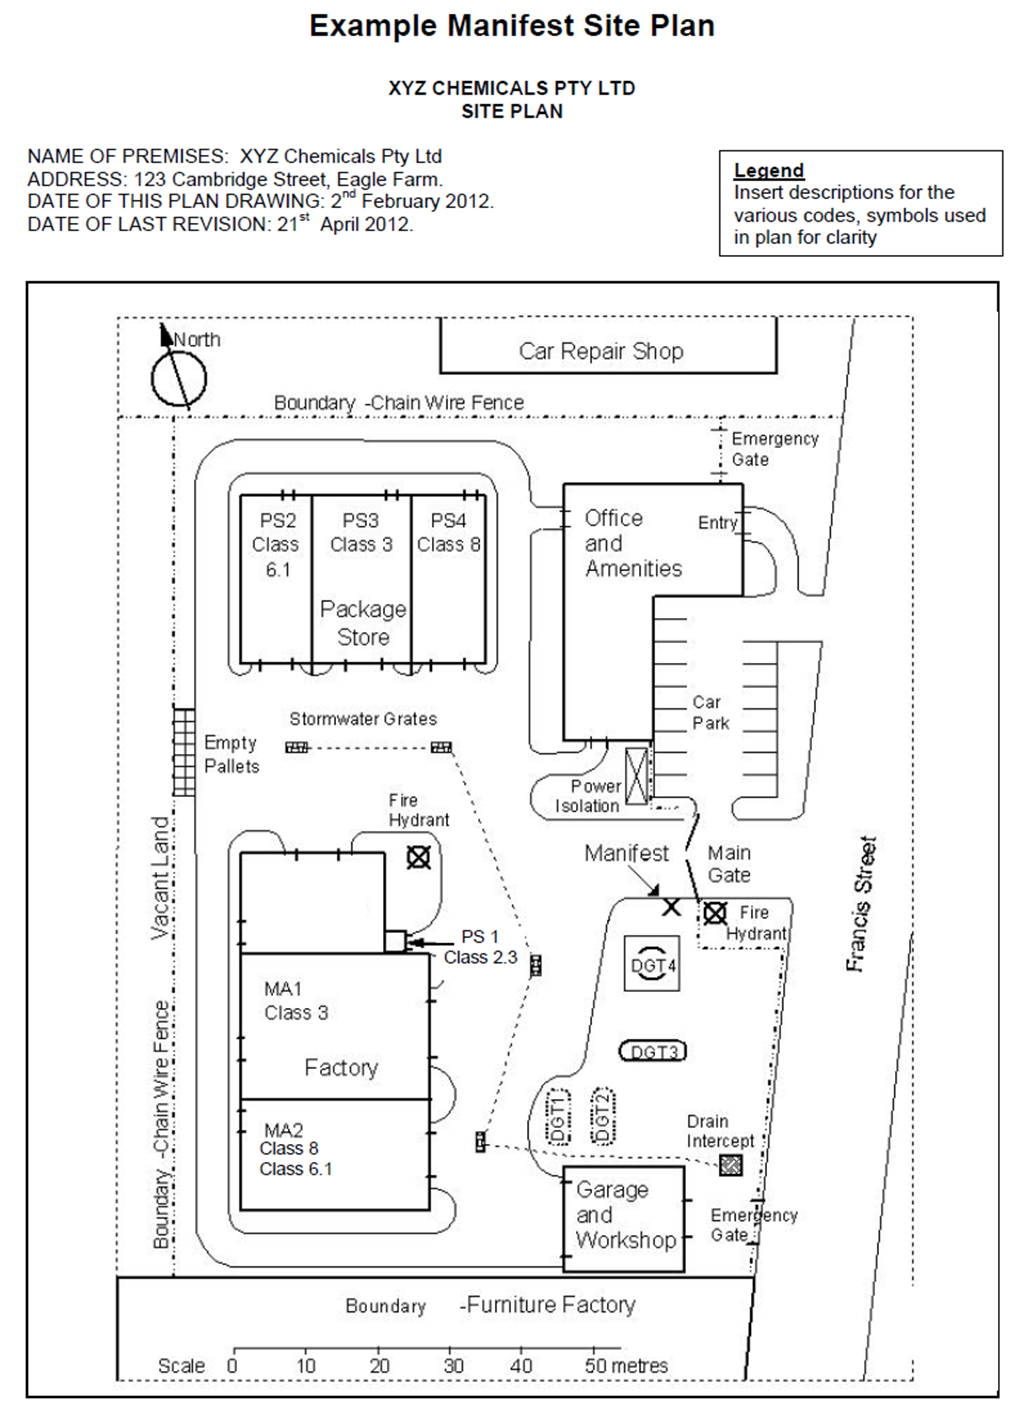 Example Manifest Site Plan
XYZ CHEMICALS PTY LTD
SITE PLAN
NAME OF PREMISES:  XYZ Chemicals Pty Ltd
ADDRESS: 123 Cambridge Street, Eagle Farm.
DATE OF THIS PLAN DRAWING: 2nd February 2012.
DATE OF LAST REVISION: 21st  April 2012.
Legend
Insert descriptions for the
various codes, symbols used
in plan for clarity
North
Car Repair Shop
Boundary  -Chain Wire Fence
Emergency
Gate
PS2
Class
6.1
PS3
Class 3
PS4
Class 8
Package
Store
Office
and
Amenities
Entry
Car
Park
Stormwater Grates
Empty
Pallets
Power
Isolation
Fire
Hydrant
Manifest
Main
Gate
Fire
Hydrant
Vacant Land
Francis Street
PS 1
Class 2.3
DGT4
MA1
Class 3
Factory
DGT3
DGT1
DGT2
MA2
Class 8
Class 6.1
Drain
Intercept
Garage
and
Workshop
Emergency
Gate
Boundary  -Chain Wire Fence
Boundary    -Furniture Factory
Scale  0  10  20  30  40  50 metres